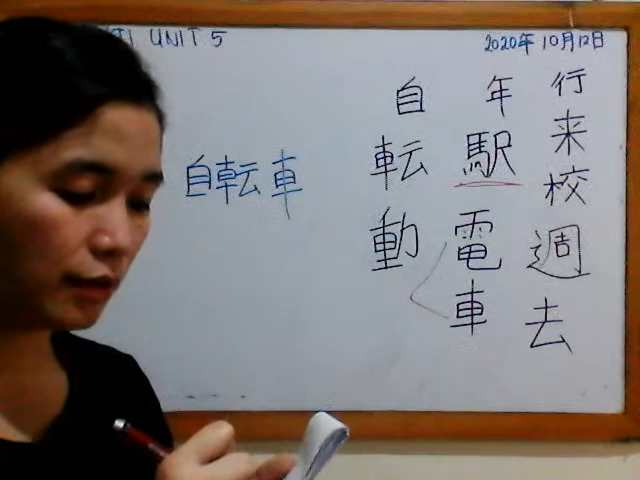 UNIT 5
2020年10月12日
行来校週去
年駅電車
自転動
自転車